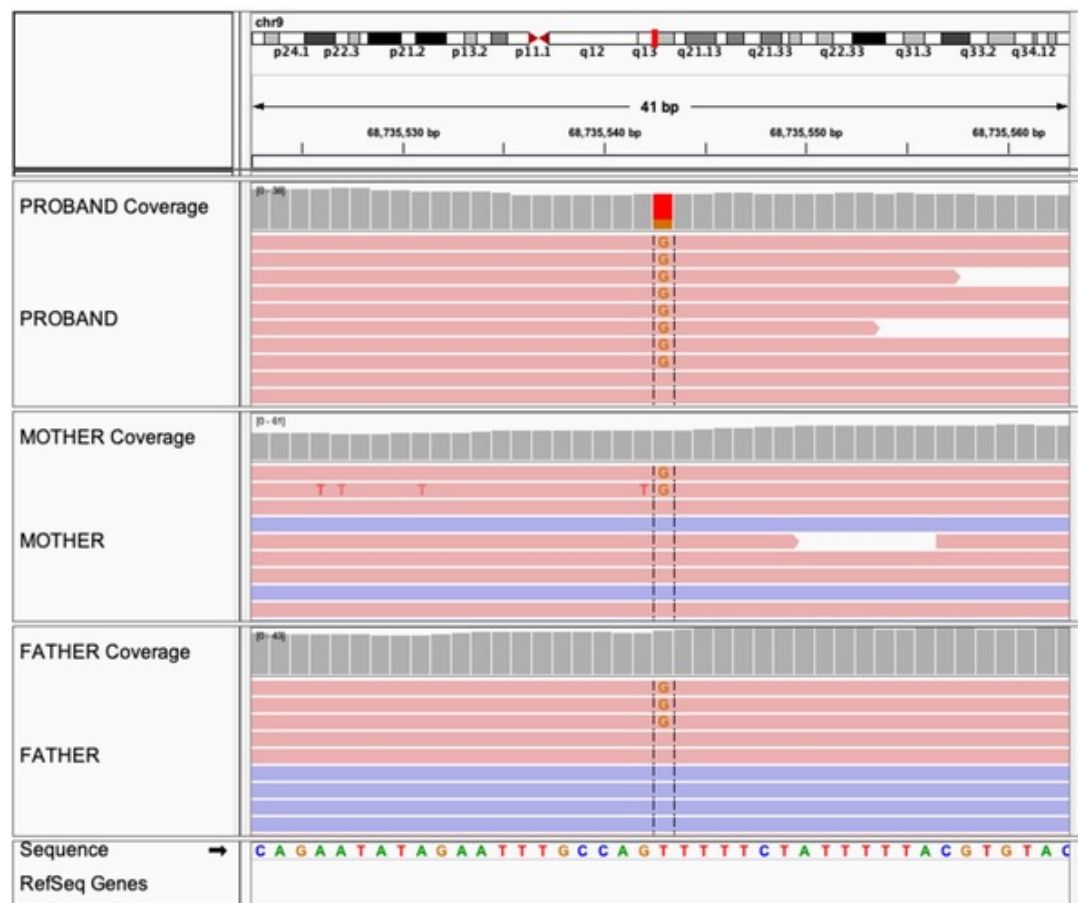 chr9
p24.1 p22.3 p21.2 p13.2 p11.1 q12 q13 q21.13 q21.33 q22.33 q31.3 q33.2 q34.12
41 bp
68,735,530 bp 68,735,540 bp 68,735,550 bp 68,735,560 bp
PROBAND Coverage
[0 - 38]
G
G
G
G
G
G
G
G
PROBAND
MOTHER Coverage
[0 - 61]
G
T T T T G
MOTHER
FATHER Coverage
[0 - 43]
G
G
G
FATHER
Sequence C A G A A T A T A G A A T T T G C C A G T T T T T C T A T T T T T A C G T G T A C
RefSeq Genes